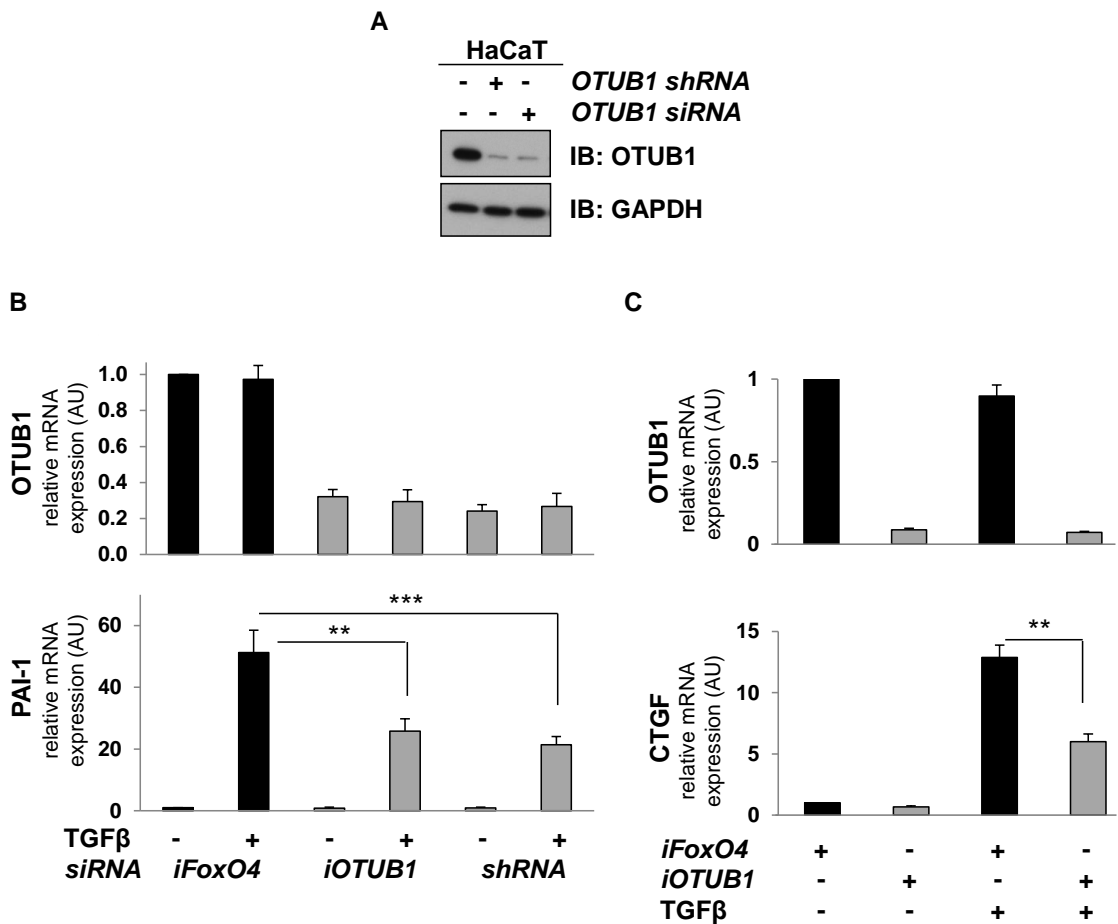 A
HaCaT
- + - OTUB1 shRNA
- - + OTUB1 siRNA
IB: OTUB1
IB: GAPDH
B
OTUB1
relative mRNA
expression (AU)
1.0
0.8
0.6
0.4
0.2
0.0
PAI-1
relative mRNA
expression (AU)
60
40
20
0
***
**
TGFβ - + - + - +
siRNA iFoxO4 iOTUB1 shRNA
C
OTUB1
relative mRNA
expression (AU)
1
0.5
0
CTGF
relative mRNA
expression (AU)
15
10
5
0
**
iFoxO4 + - + -
iOTUB1 - + - +
TGFβ - - + +